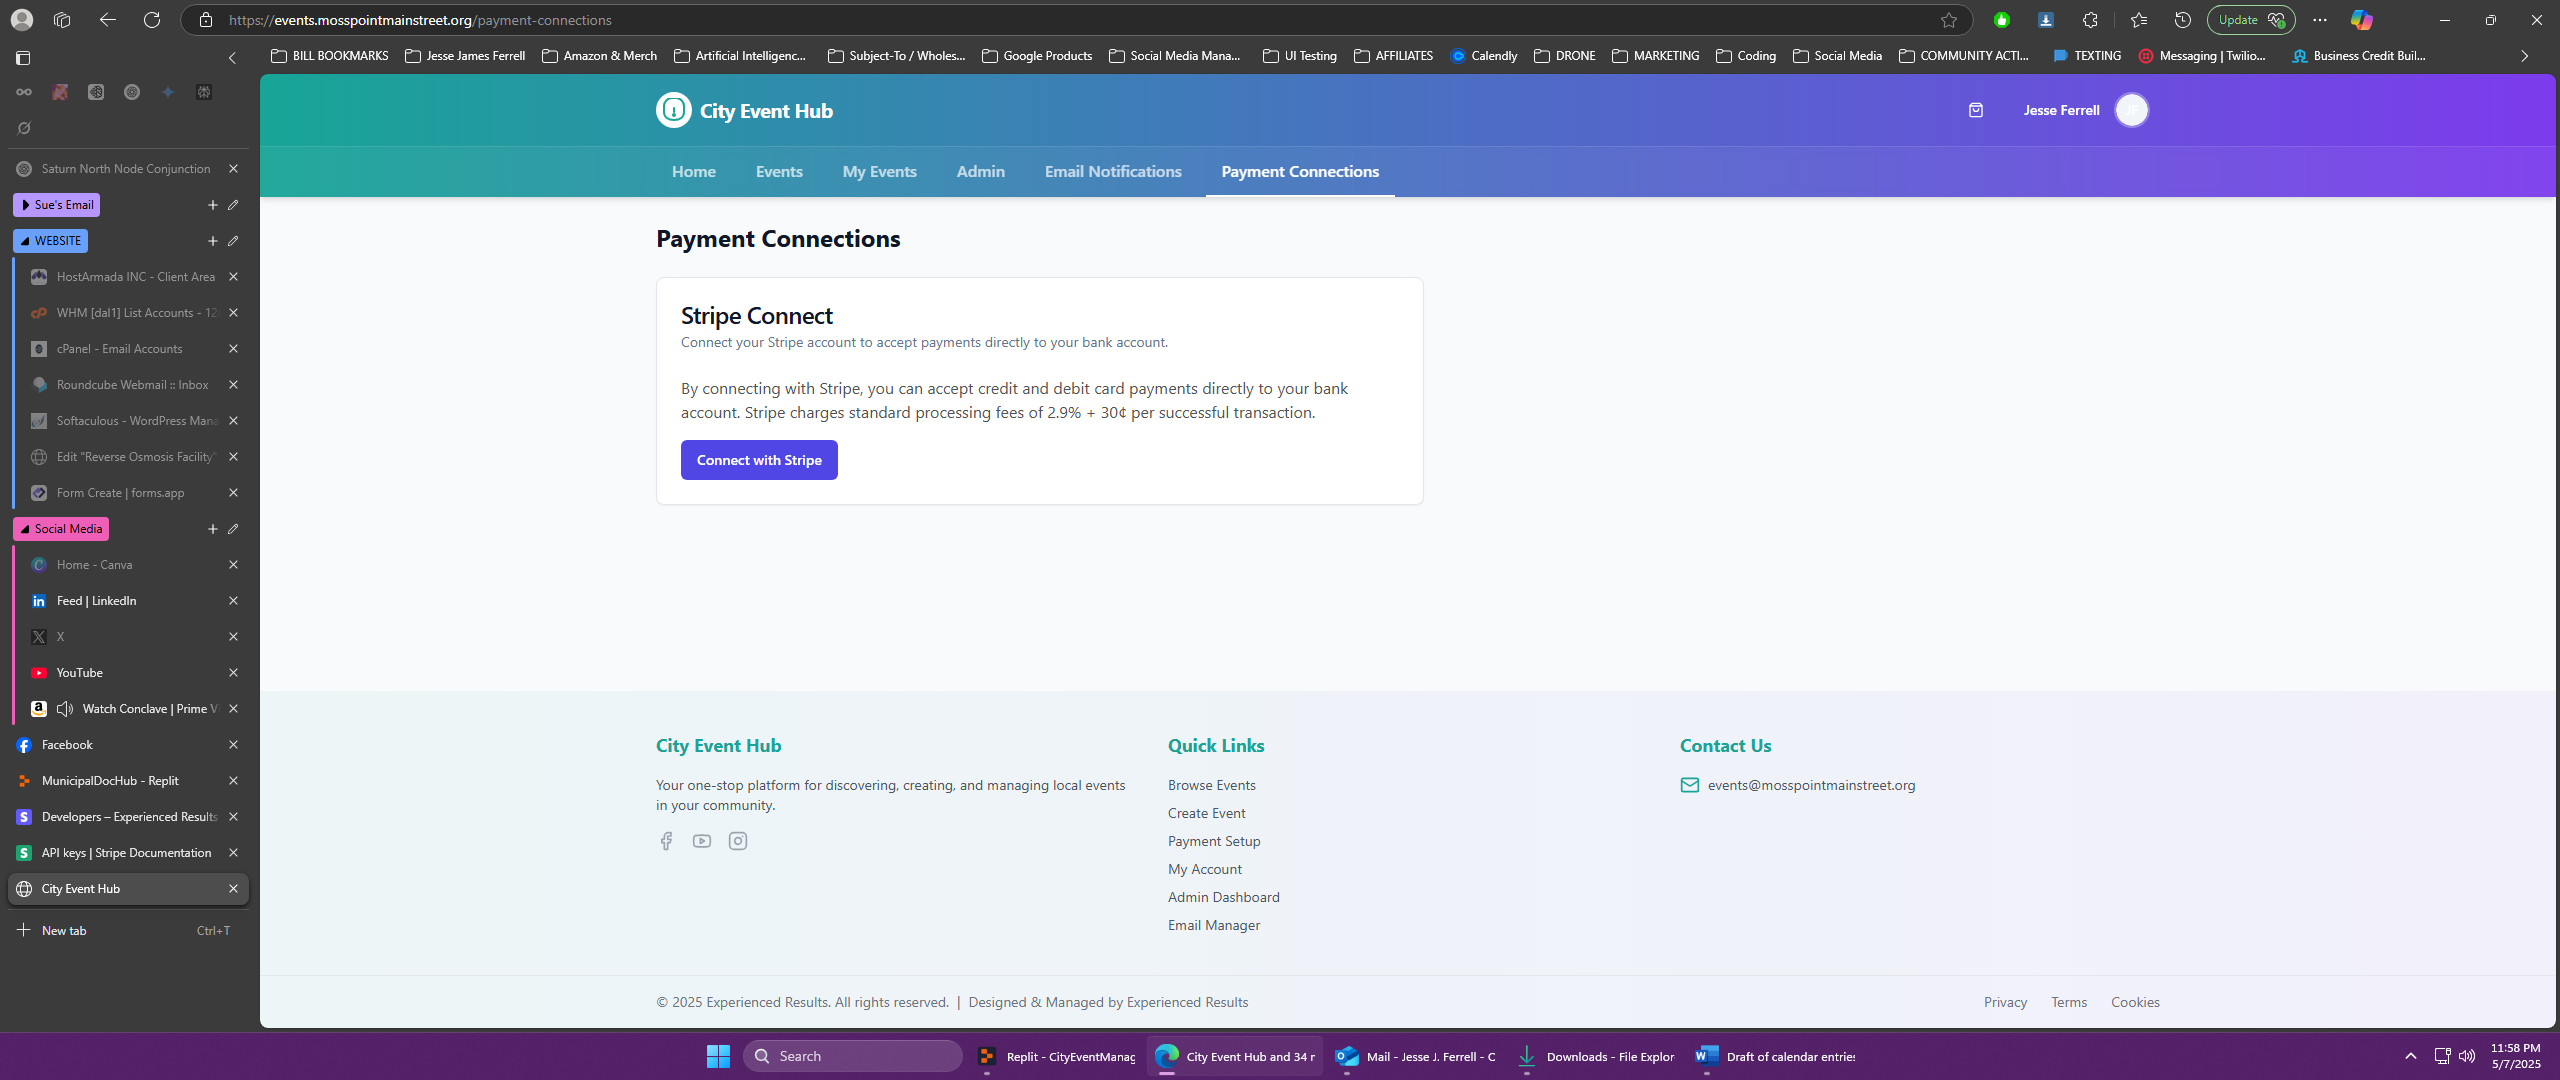 https://events.mosspointmainstreet.org/payment-connections
Update
BILL BOOKMARKS
Jesse James Ferrell
Amazon & Merch
Artificial Intelligenc...
Subject-To / Wholes...
Google Products
Social Media Mana...
UI Testing
AFFILIATES
Calendly
DRONE
MARKETING
Coding
Social Media
COMMUNITY ACTI...
TEXTING
Messaging | Twilio...
Business Credit Buil...
Saturn North Node Conjunction
Sue's Email
WEBSITE
HostArmada INC - Client Area
WHM [dal1] List Accounts - 12
cPanel - Email Accounts
Roundcube Webmail :: Inbox
Softaculous - WordPress Mana
Edit "Reverse Osmosis Facility"
Form Create | forms.app
Social Media
Home - Canva
Feed | LinkedIn
X
YouTube
Watch Conclave | Prime V
Facebook
MunicipalDocHub - Replit
Developers – Experienced Results
API keys | Stripe Documentation
City Event Hub
New tab
Ctrl+T
City Event Hub
Jesse Ferrell
JF
Home
Events
My Events
Admin
Email Notifications
Payment Connections
Payment Connections
Stripe Connect
Connect your Stripe account to accept payments directly to your bank account.
By connecting with Stripe, you can accept credit and debit card payments directly to your bank
account. Stripe charges standard processing fees of 2.9% + 30¢ per successful transaction.
Connect with Stripe
City Event Hub
Your one-stop platform for discovering, creating, and managing local events
in your community.
Quick Links
Browse Events
Create Event
Payment Setup
My Account
Admin Dashboard
Email Manager
Contact Us
events@mosspointmainstreet.org
© 2025 Experienced Results. All rights reserved. | Designed & Managed by Experienced Results
Privacy
Terms
Cookies
Search
Replit - CityEventManag
City Event Hub and 34 r
Mail - Jesse J. Ferrell - C
Downloads - File Explor
Draft of calendar entries
11:58 PM
5/7/2025